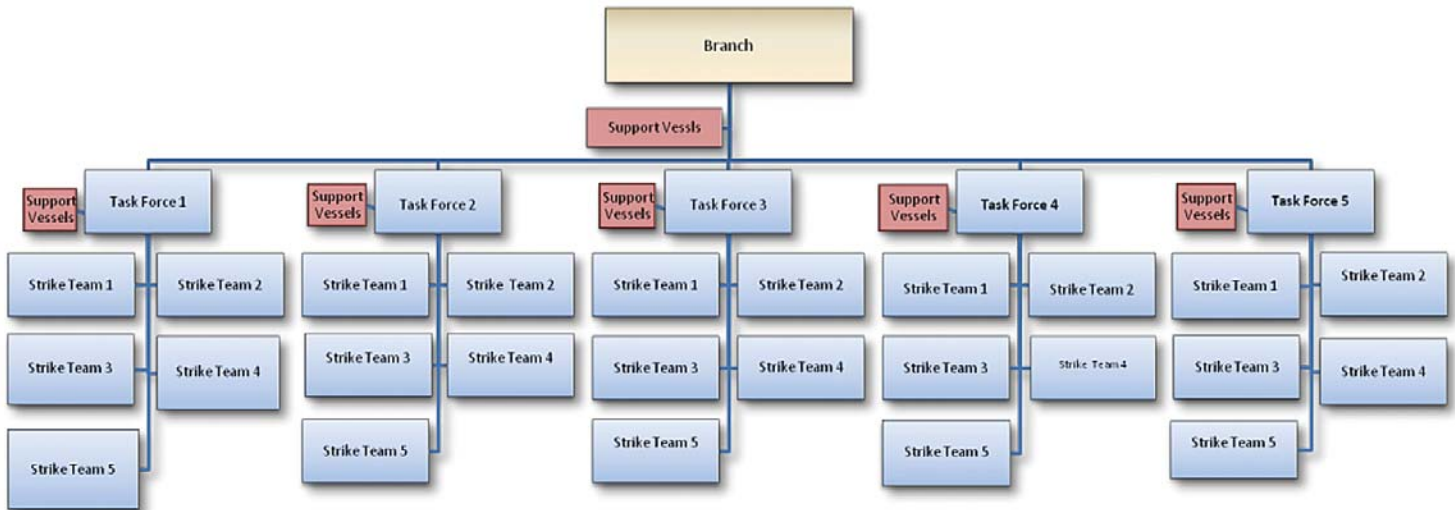 Branch
Support Vessls
Support
Vessels
Task Force 1
Support
Vessels
Task Force 2
Support
Vessels
Task Force 3
Support
Vessels
Task Force 4
Support
Vessels
Task Force 5
Strike Team 1
Strike Team 2
Strike Team 1
Strike Team 2
Strike Team 1
Strike Team 2
Strike Team 1
Strike Team 2
Strike Team 1
Strike Team 2
Strike Team 3
Strike Team 4
Strike Team 3
Strike Team 4
Strike Team 3
Strike Team 4
Strike Team 3
Strike Team 4
Strike Team 3
Strike Team 4
Strike Team 5
Strike Team 5
Strike Team 5
Strike Team 5
Strike Team 5